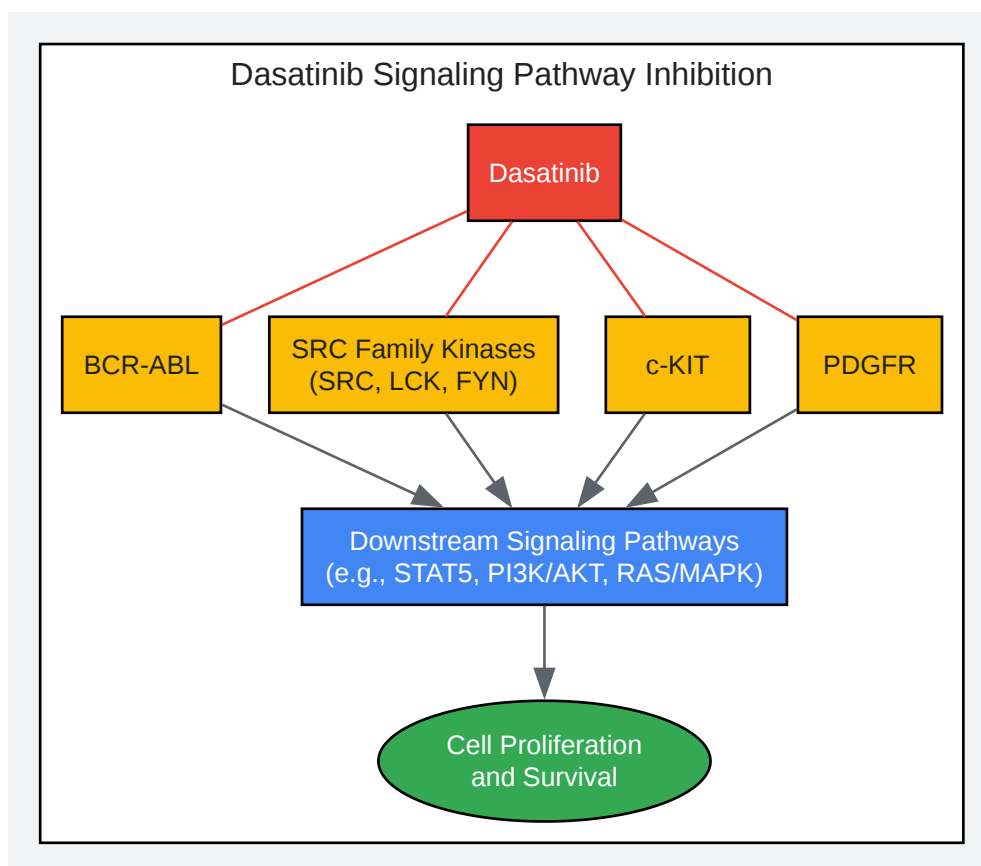 Dasatinib Signaling Pathway Inhibition
Dasatinib
BCR-ABL
SRC Family Kinases
(SRC, LCK, FYN)
c-KIT
PDGFR
Downstream Signaling Pathways
(e.g., STAT5, PI3K/AKT, RAS/MAPK)
Cell Proliferation
and Survival